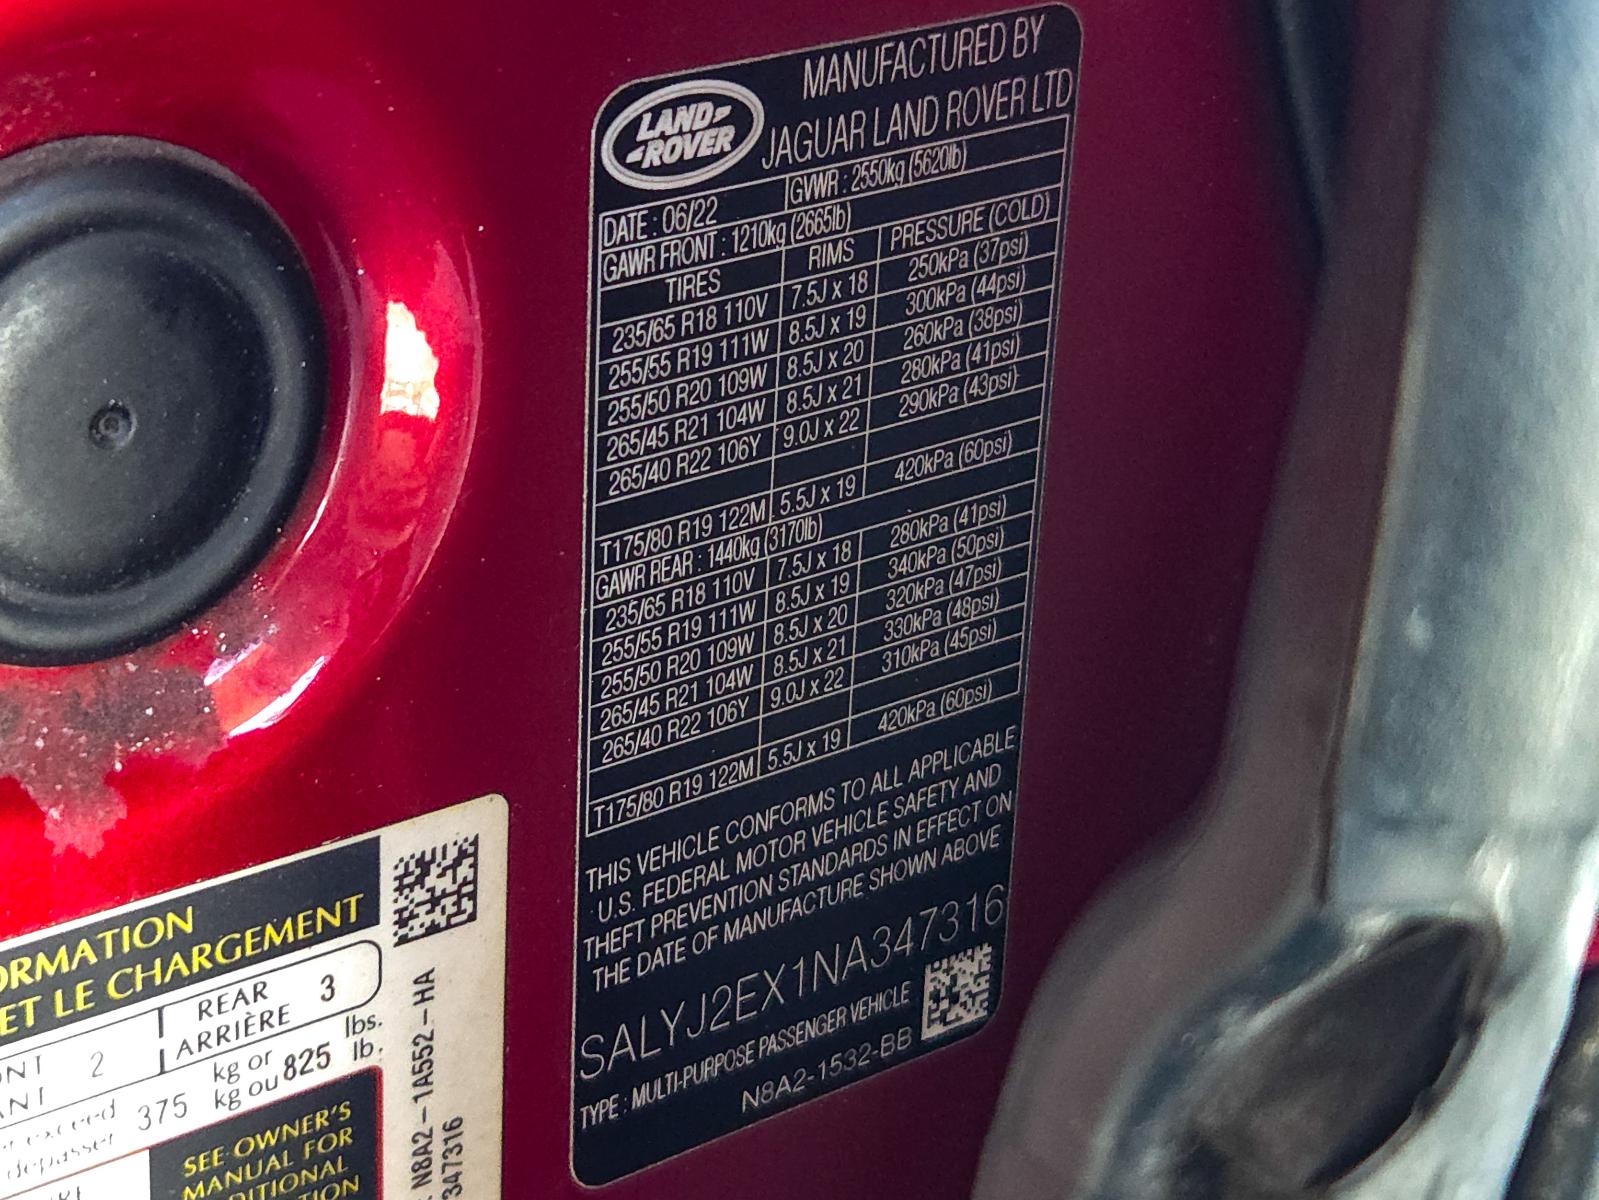 LAND
ROVER
MANUFACTURED BY
JAGUAR LAND ROVER LTD
DATE : 06/22 GVWR : 2550kg (5620lb)
GAWR FRONT : 1210kg (2665lb)
TIRES RIMS PRESSURE (COLD)
235/65 R18 110V 7.5J x 18 250kPa (37psi)
255/55 R19 111W 8.5J x 19 300kPa (44psi)
255/50 R20 109W 8.5J x 20 260kPa (38psi)
265/45 R21 104W 8.5J x 21 280kPa (41psi)
265/40 R22 106Y 9.0J x 22 290kPa (43psi)
T175/80 R19 122M 5.5J x 19 420kPa (60psi)
GAWR REAR : 1440kg (3170lb)
235/65 R18 110V 7.5J x 18 280kPa (41psi)
255/55 R19 111W 8.5J x 19 340kPa (50psi)
255/50 R20 109W 8.5J x 20 320kPa (47psi)
265/45 R21 104W 8.5J x 21 330kPa (48psi)
265/40 R22 106Y 9.0J x 22 310kPa (45psi)
T175/80 R19 122M 5.5J x 19 420kPa (60psi)
THIS VEHICLE CONFORMS TO ALL APPLICABLE
U.S. FEDERAL MOTOR VEHICLE SAFETY AND
THEFT PREVENTION STANDARDS IN EFFECT ON
THE DATE OF MANUFACTURE SHOWN ABOVE
SALYJ2EX1NA347316
TYPE : MULTI-PURPOSE PASSENGER VEHICLE
N8A2-1532-BB
ORMATION
ET LE CHARGEMENT
ONT 2 REAR 3
ANT ARRIÈRE
exceed 375 kg or 825 lbs.
dépasser kg ou lb.
SEE OWNER'S
MANUAL FOR
DITIONAL
TION
N8A2-1A552-HA
347316